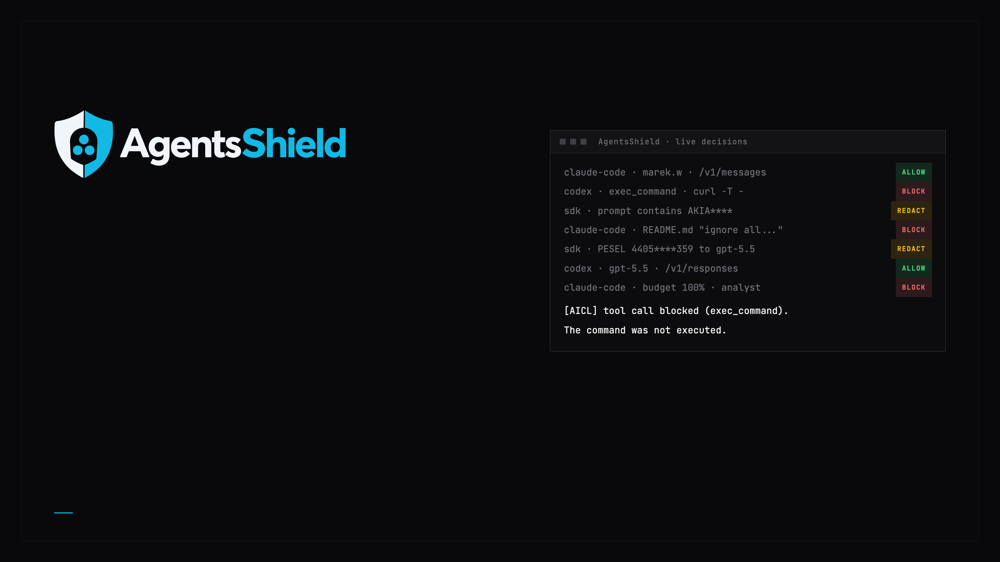 AgentsShield
AgentsShield · live decisions
claude-code · marek.w · /v1/messages ALLOW
codex · exec_command · curl -T - BLOCK
sdk · prompt contains AKIA**** REDACT
claude-code · README.md "ignore all..." BLOCK
sdk · PESEL 4405****359 to gpt-5.5 REDACT
codex · gpt-5.5 · /v1/responses ALLOW
claude-code · budget 100% · analyst BLOCK
[AICL] tool call blocked (exec_command).
The command was not executed.